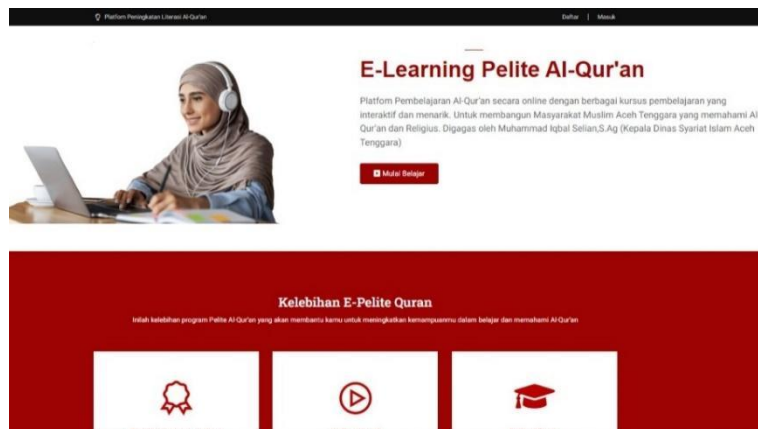 Platfom Peningkatan Literasi Al-Qur'an
Daftar | Masuk
E-Learning Pelite Al-Qur'an
Platfom Pembelajaran Al-Qur'an secara online dengan berbagai kursus pembelajaran yang
interaktif dan menarik. Untuk membangun Masyarakat Muslim Aceh Tenggara yang memahami Al
Qur'an dan Religius. Digagas oleh Muhammad Iqbal Selian,S.Ag (Kepala Dinas Syariat Islam Aceh
Tenggara)
Mulai Belajar
Kelebihan E-Pelite Quran
Inilah kelebihan program Pelite Al-Qur'an yang akan membantu kamu untuk meningkatkan kemampuanmu dalam belajar dan memahami Al-Qur'an